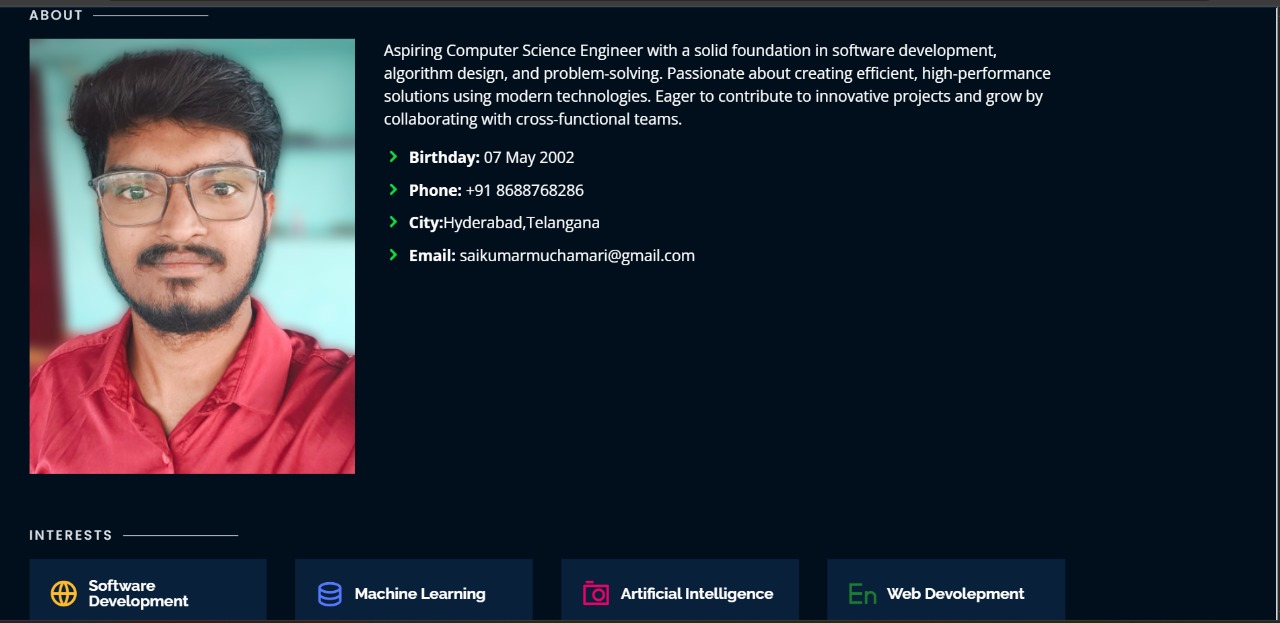 ABOUT
Aspiring Computer Science Engineer with a solid foundation in software development,
algorithm design, and problem-solving. Passionate about creating efficient, high-performance
solutions using modern technologies. Eager to contribute to innovative projects and grow by
collaborating with cross-functional teams.
Birthday: 07 May 2002
Phone: +91 8688768286
City:Hyderabad,Telangana
Email: saikumarmuchamari@gmail.com
INTERESTS
Software
Development
Machine Learning
Artificial Intelligence
En Web Devolepment